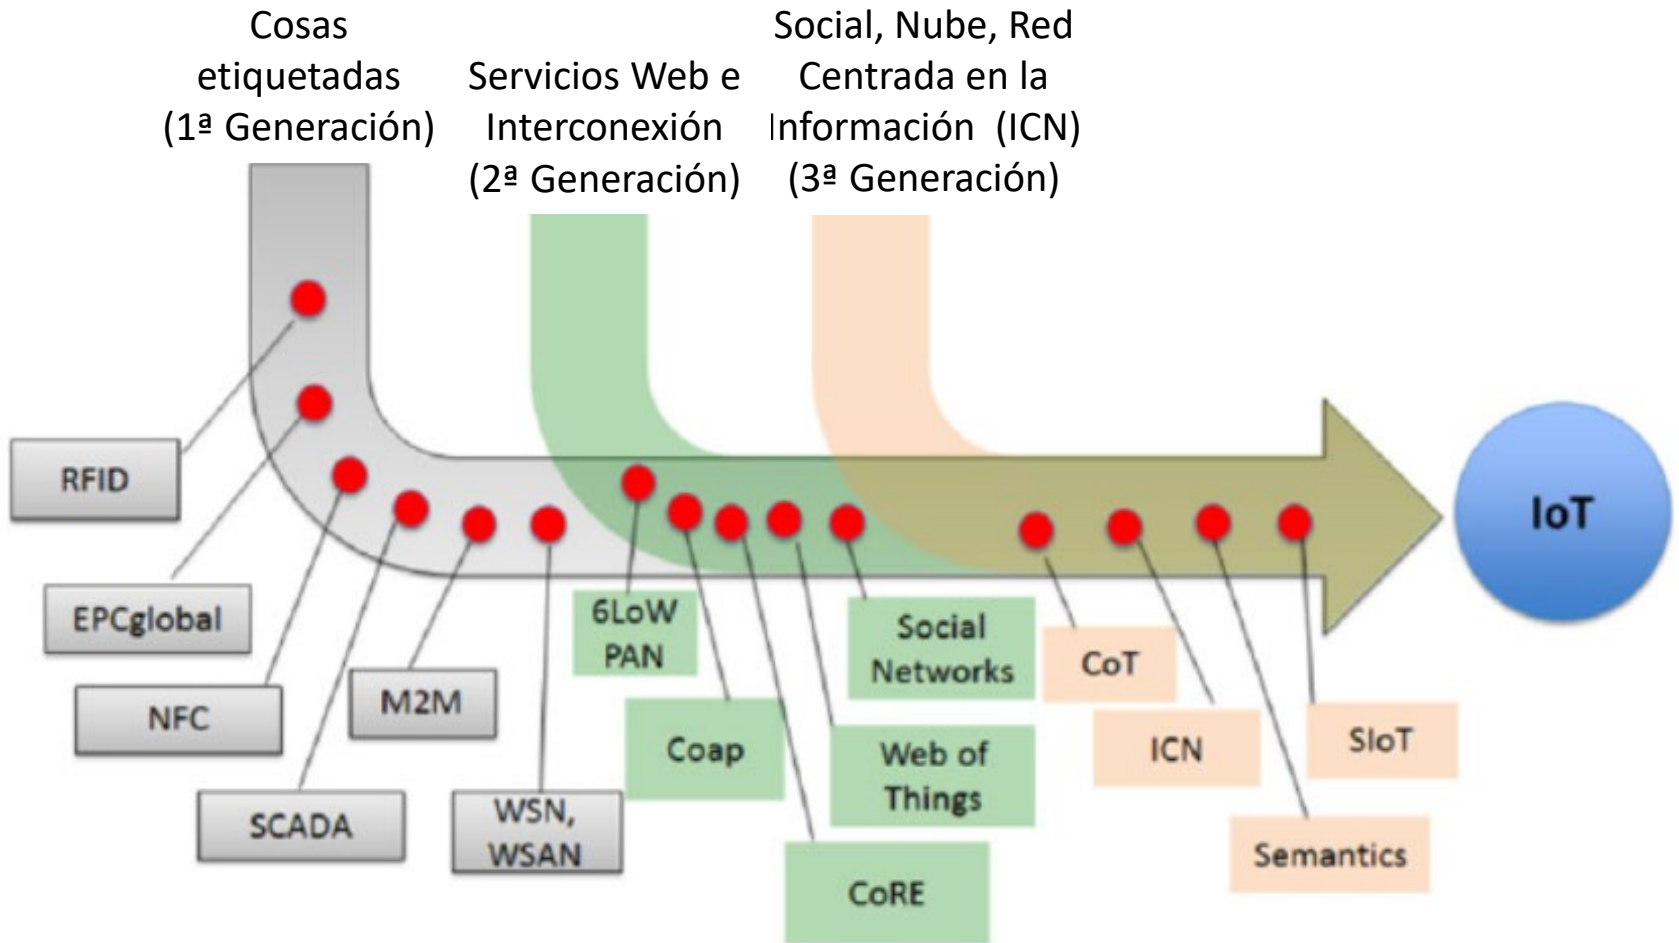 Cosas
etiquetadas
(1ª Generación)
Servicios Web e
Interconexión
(2ª Generación)
Social, Nube, Red
Centrada en la
Información (ICN)
(3ª Generación)
RFID
EPCglobal
NFC
SCADA
M2M
WSN,
WSAN
6LoW
PAN
Coap
CoRE
Web of
Things
Social
Networks
CoT
ICN
Semantics
SIoT
IoT